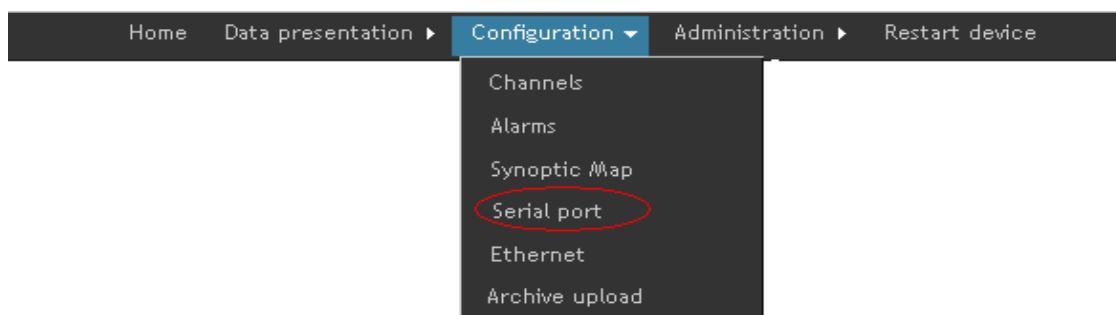 Home Data presentation Configuration Administration Restart device
Channels
Alarms
Synoptic Map
Serial port
Ethernet
Archive upload